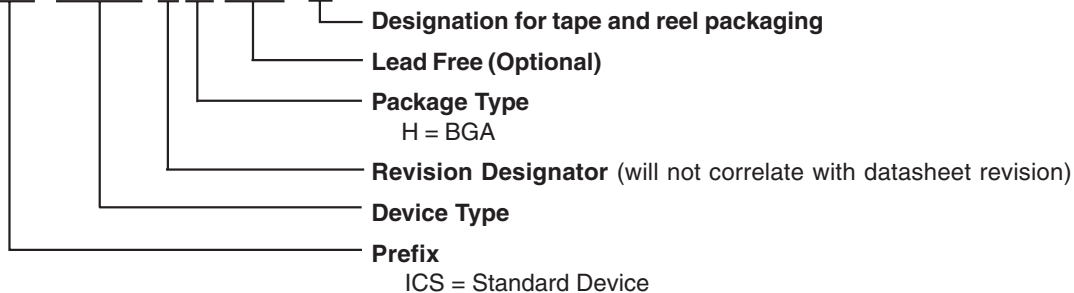 Designation for tape and reel packaging
Lead Free (Optional)
Package Type
H = BGA
Revision Designator (will not correlate with datasheet revision)
Device Type
Prefix
ICS = Standard Device